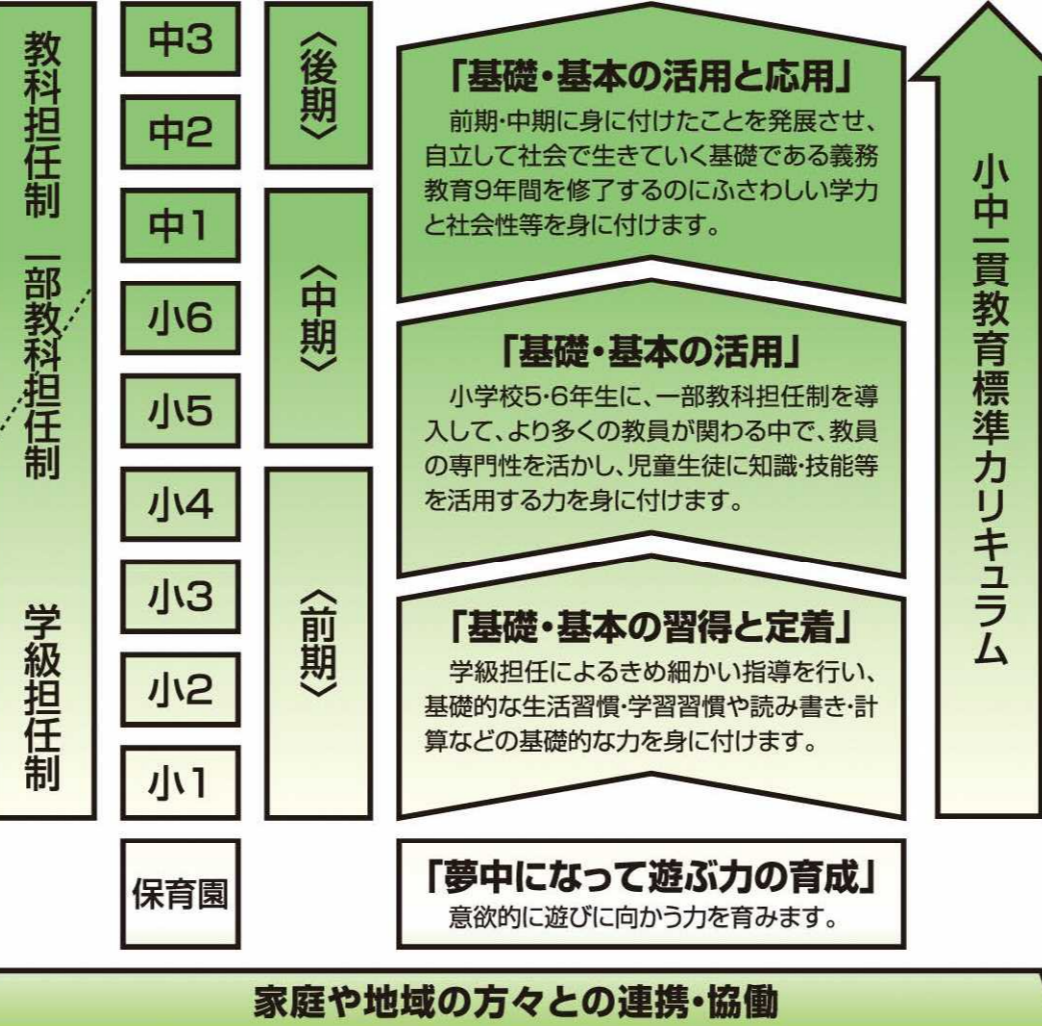 教科担任制
一部教科担任制
学級担任制
中3
中2
中1
小6
小5
小4
小3
小2
小1
保育園
〈後期〉
〈中期〉
〈前期〉
「基礎・基本の活用と応用」
前期・中期に身に付けたことを発展させ、
自立して社会で生きていく基礎である義務
教育9年間を修了するのにふさわしい学力
と社会性等を身に付けます。
「基礎・基本の活用」
小学校5・6年生に、一部教科担任制を導
入して、より多くの教員が関わる中で、教員
の専門性を活かし、児童生徒に知識・技能等
を活用する力を身に付けます。
「基礎・基本の習得と定着」
学級担任によるきめ細かい指導を行い、
基礎的な生活習慣・学習習慣や読み書き・計
算などの基礎的な力を身に付けます。
「夢中になって遊ぶ力の育成」
意欲的に遊びに向かう力を育みます。
小中一貫教育標準カリキュラム
家庭や地域の方々との連携・協働